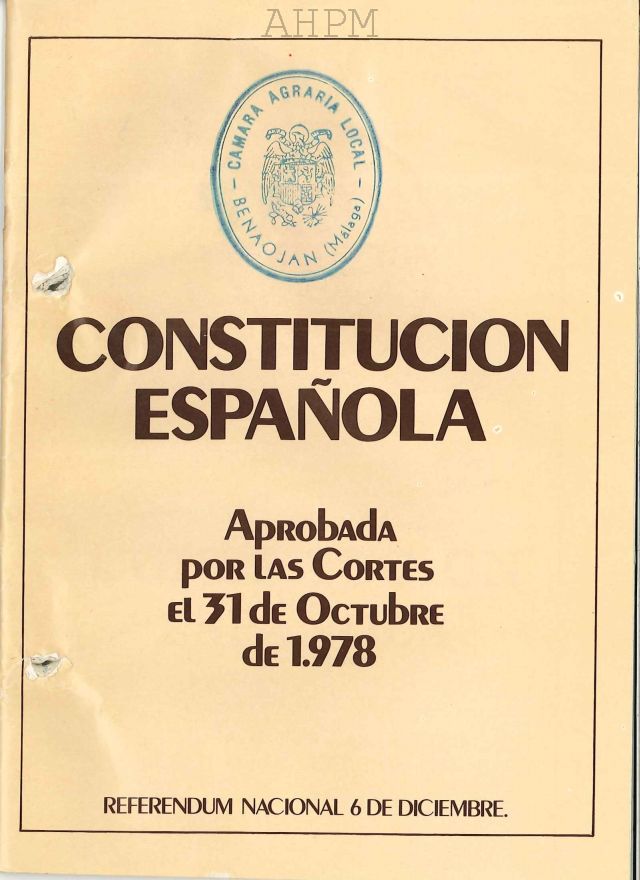 AHPM
CAMARA AGRARIA LOCAL
BENAOJAN (Málaga)
CONSTITUCION
ESPAÑOLA
Aprobada
por las Cortes
el 31 de Octubre
de 1.978
REFERENDUM NACIONAL 6 DE DICIEMBRE.